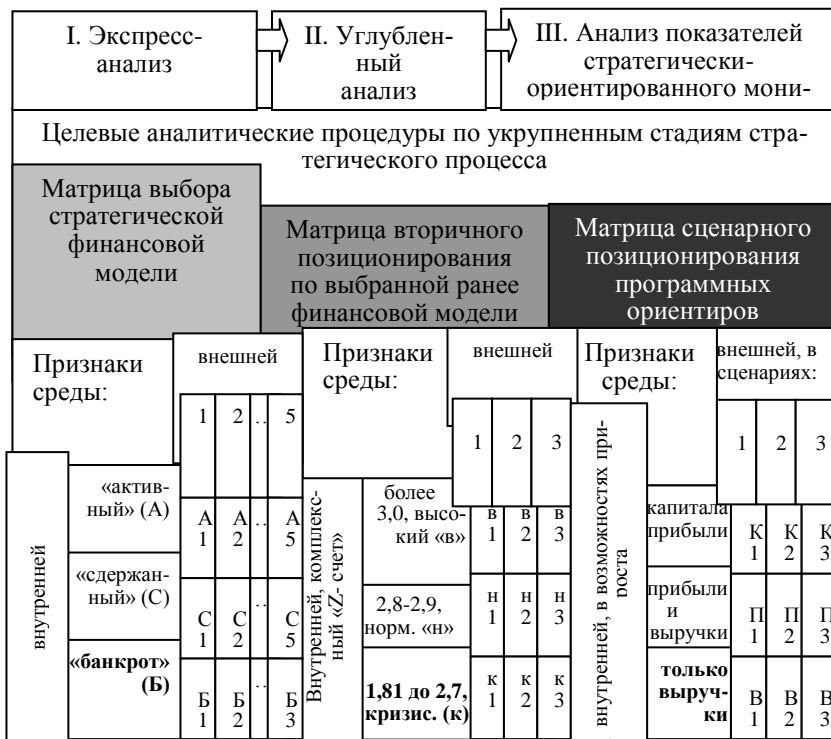 I. Экспресс-
анализ
II. Углублен-
ный
анализ
III. Анализ показателей
стратегически-
ориентированного мони-
Целевые аналитические процедуры по укрупненным стадиям стра-
тегического процесса
Матрица выбора
стратегической
финансовой
модели
Матрица вторичного
позиционирования
по выбранной ранее
финансовой модели
Матрица сценарного
позиционирования
программных
ориентиров
Признаки
среды:
внешней
1 2 .. 5
внутренней
«актив-
ный» (А)
А1 А2 .. А5
«сдержан-
ный» (С)
С1 С2 .. С5
«банкрот»
(Б)
Б1 Б2 .. Б3
Признаки
среды:
внешней
1 2 3
Внутренней, комплекс-
ный «Z- счет»
более
3,0, высо-
кий «в»
в1 в2 в3
2,8-2,9,
норм. «н»
н1 н2 н3
1,81 до 2,7,
кризис. (к)
к1 к2 к3
Признаки
среды:
внешней, в
сценариях:
1 2 3
внутренней, в возможностях при-
роста
капитала
прибыли
К1 К2 К3
прибыли
и
выручки
П1 П2 П3
только
выруч-
ки
В1 В2 В3